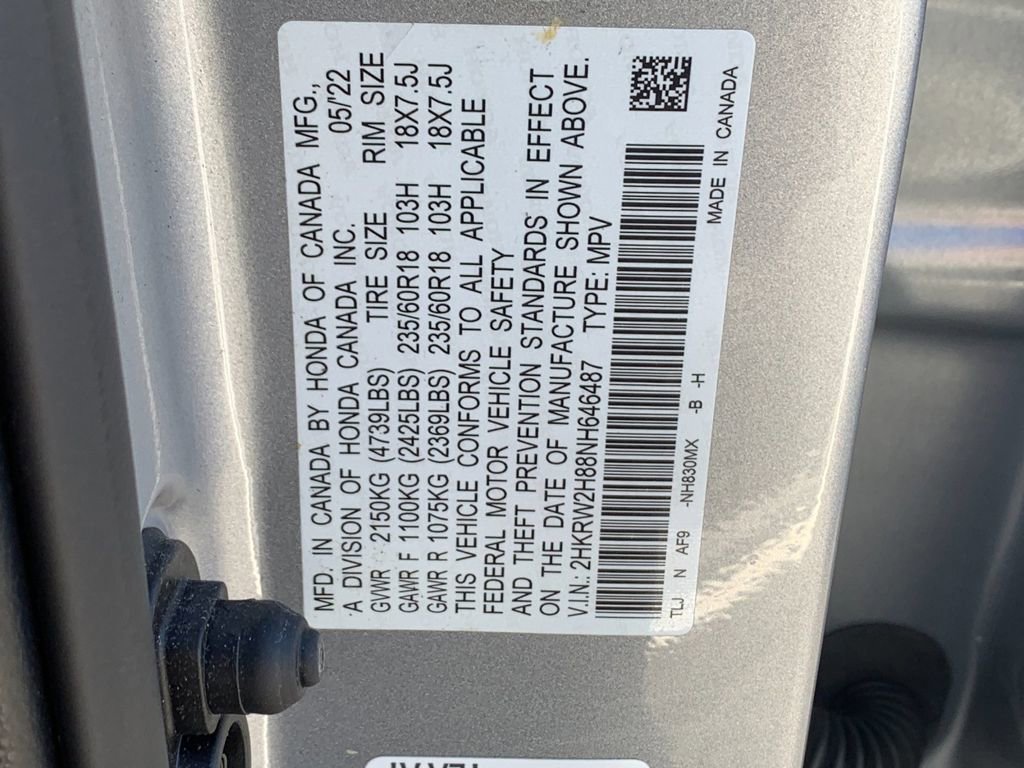 MFD. IN CANADA BY HONDA OF CANADA MFG.,
A DIVISION OF HONDA CANADA INC. 05/'22
GVWR 2150KG (4739LBS) TIRE SIZE RIM SIZE
GAWR F 1100KG (2425LBS) 235/60R18 103H 18X7.5J
GAWR R 1075KG (2369LBS) 235/60R18 103H 18X7.5J
THIS VEHICLE CONFORMS TO ALL APPLICABLE
FEDERAL MOTOR VEHICLE SAFETY
AND THEFT PREVENTION STANDARDS IN EFFECT
ON THE DATE OF MANUFACTURE SHOWN ABOVE.
V.IN.: 2HKRW2H88NH646487 TYPE: MPV
TLJ N AF9 -NH830MX -B -H
MADE IN CANADA